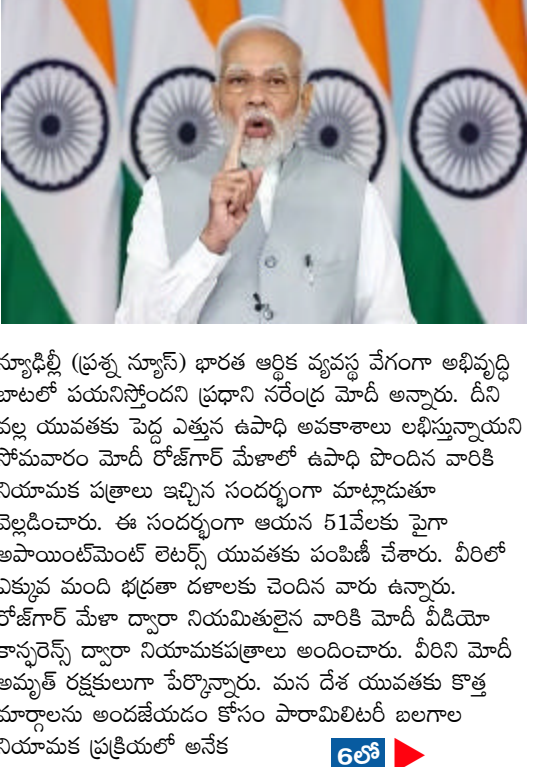 న్యూఢిల్లీ (ప్రశ్న న్యూస్) భారత ఆర్థిక వ్యవస్థ వేగంగా అభివృద్ధి
బాటలో పయనిస్తోందని ప్రధాని నరేంద్ర మోదీ అన్నారు. దీని
వల్ల యువతకు పెద్ద ఎత్తున ఉపాధి అవకాశాలు లభిస్తున్నాయని
సోమవారం మోదీ రోజ్‌గార్ మేళాలో ఉపాధి పొందిన వారికి
నియామక పత్రాలు ఇచ్చిన సందర్భంగా మాట్లాడుతూ
వెల్లడించారు. ఈ సందర్భంగా ఆయన 51వేలకు పైగా
అపాయింట్‌మెంట్ లెటర్స్ యువతకు పంపిణీ చేశారు. వీరిలో
ఎక్కువ మంది భద్రతా దళాలకు చెందిన వారు ఉన్నారు.
రోజ్‌గార్ మేళా ద్వారా నియమితులైన వారికి మోదీ వీడియో
కాన్ఫరెన్స్ ద్వారా నియామకపత్రాలు అందించారు. వీరిని మోదీ
అమృత్ రక్షకులుగా పేర్కొన్నారు. మన దేశ యువతకు కొత్త
మార్గాలను అందజేయడం కోసం పారామిలిటరీ బలగాల
నియామక ప్రక్రియలో అనేక
6లో